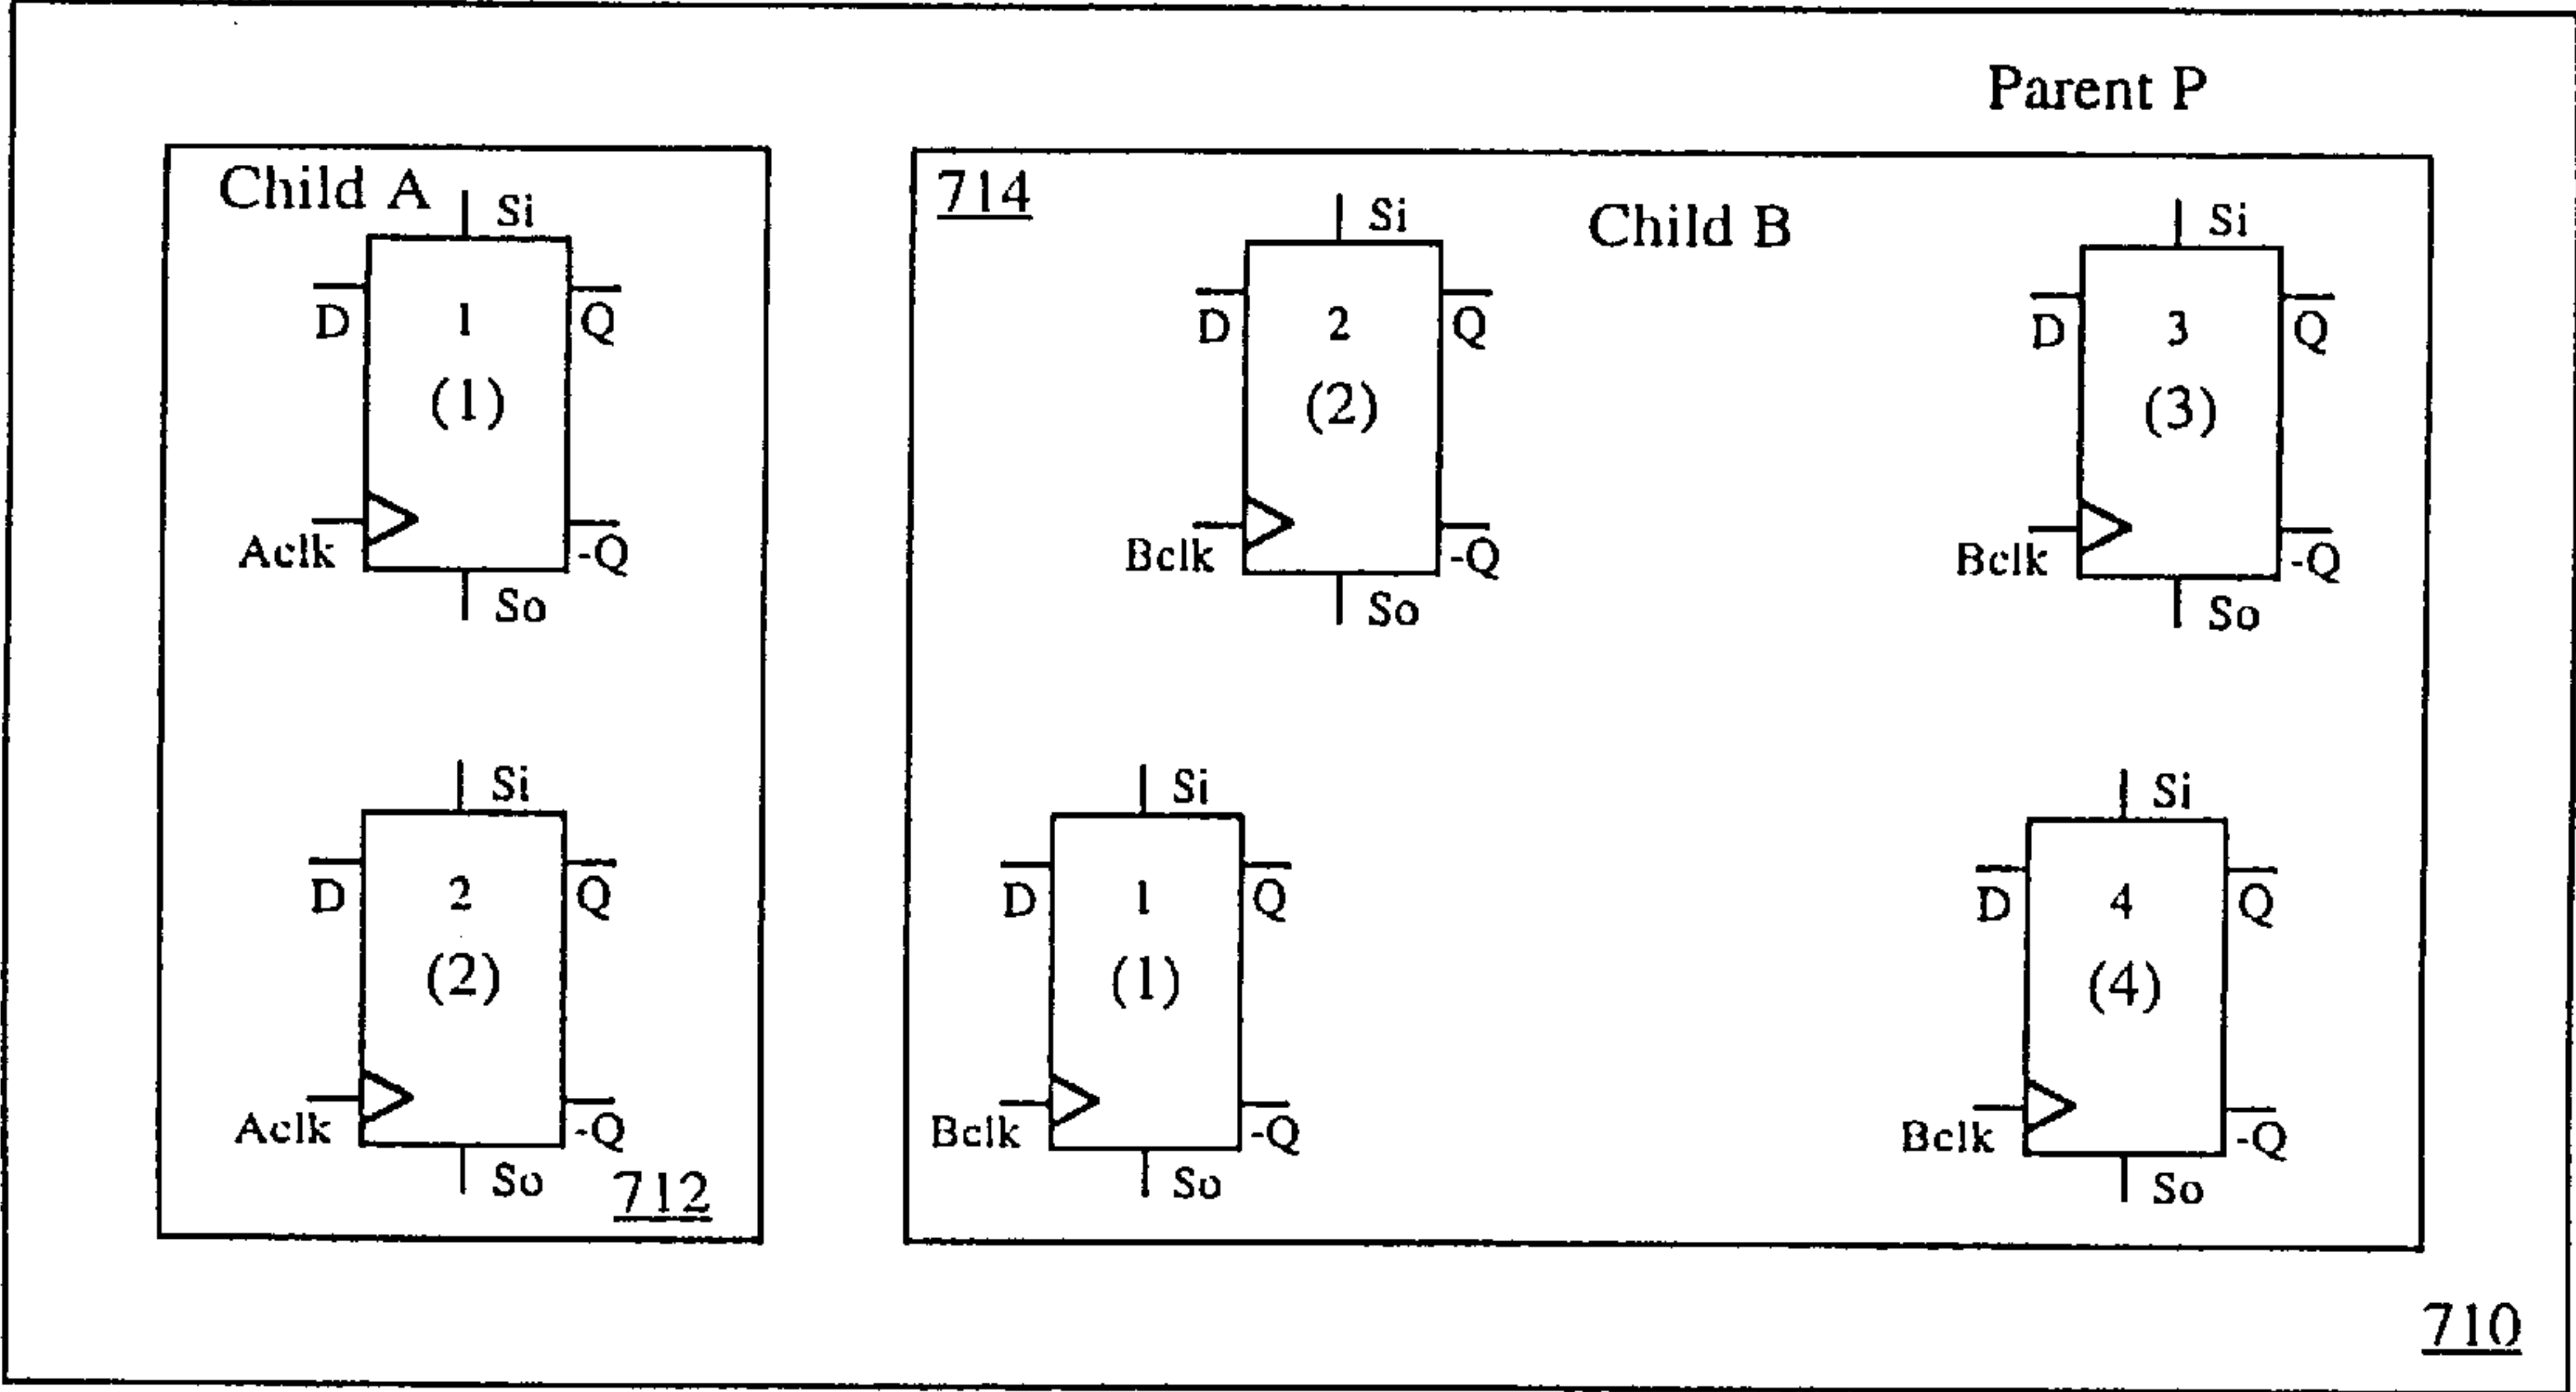 Parent P
Child A
Si
D
1
Q
(1)
Aclk
-Q
So
Si
D
2
Q
(2)
Aclk
-Q
So
712
714
Child B
Si
D
2
Q
(2)
Bclk
-Q
So
Si
D
3
Q
(3)
Bclk
-Q
So
Si
D
1
Q
(1)
Bclk
-Q
So
Si
D
4
Q
(4)
Bclk
-Q
So
710